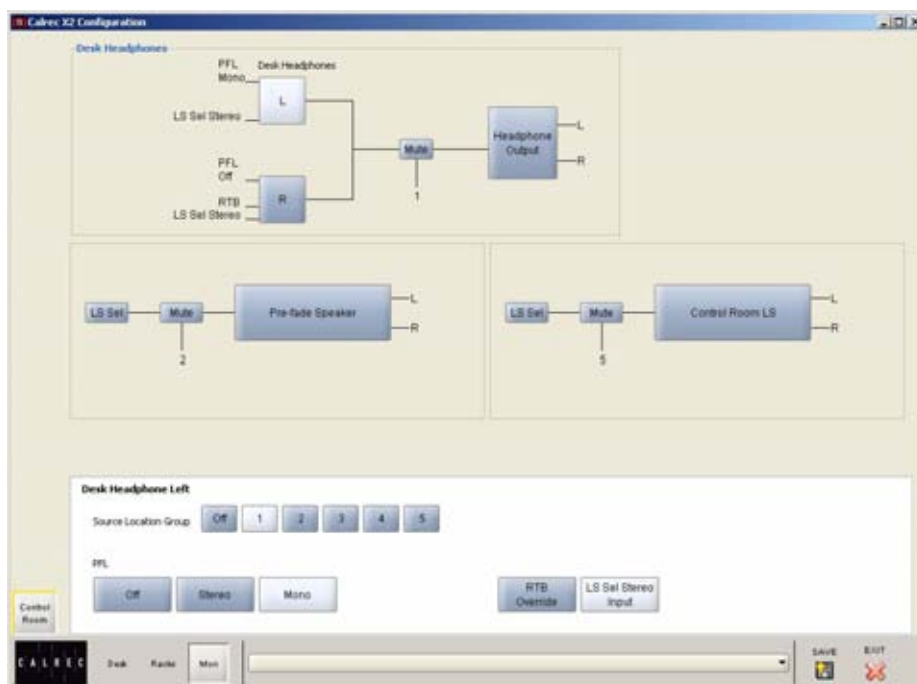 Calrec X2 Configuration
Desk Headphones
PFL
Mono
Desk Headphones
L
LS Sel Stereo
PFL
Off
RTB
LS Sel Stereo
R
Mute
1
Headphone
Output
L
R
LS Sel
Mute
2
Pre-fade Speaker
L
R
LS Sel
Mute
5
Control Room LS
L
R
Desk Headphone Left
Source Location Group
Off
1
2
3
4
5
PFL
Off
Stereo
Mono
RTB
Override
LS Sel Stereo
Input
Control
Room
CALREC
Desk
Racks
Mon
SAVE
EXIT